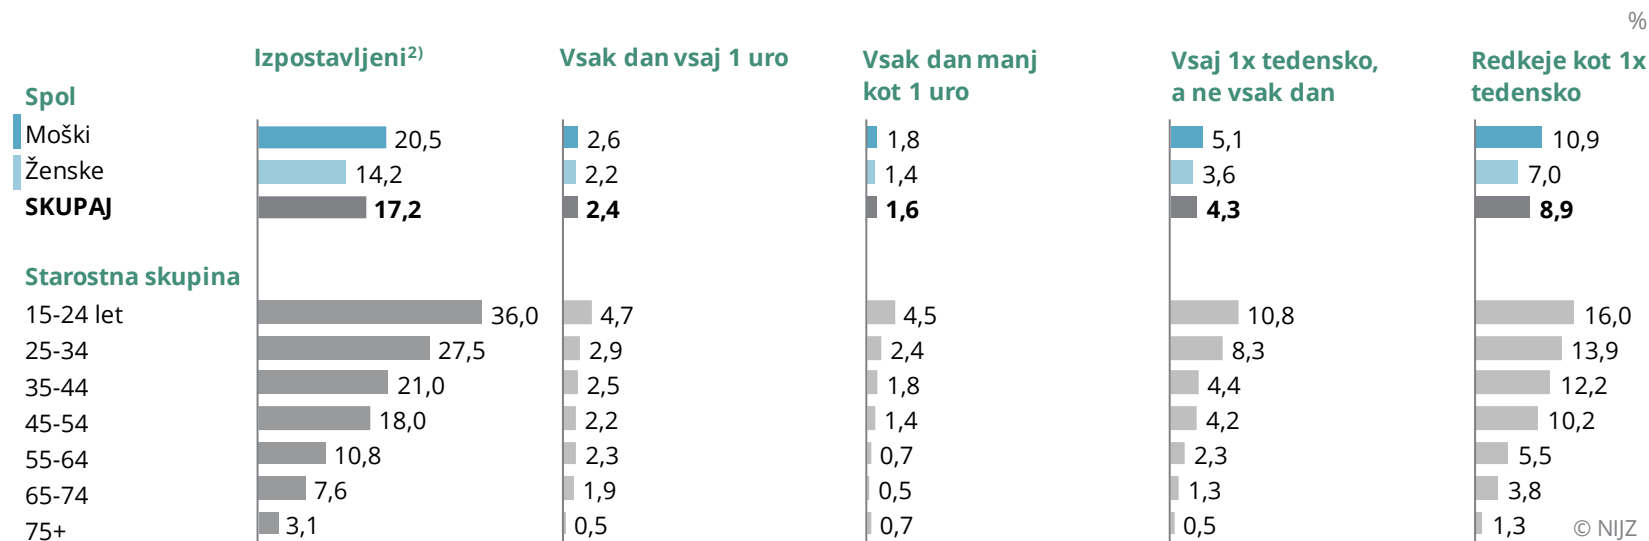 %
Izpostavljeni2) Vsak dan vsaj 1 uro Vsak dan manj kot 1 uro Vsaj 1x tedensko, a ne vsak dan Redkeje kot 1x tedensko
Spol
Moški 20,5 2,6 1,8 5,1 10,9
Ženske 14,2 2,2 1,4 3,6 7,0
SKUPAJ 17,2 2,4 1,6 4,3 8,9
Starostna skupina
15-24 let 36,0 4,7 4,5 10,8 16,0
25-34 27,5 2,9 2,4 8,3 13,9
35-44 21,0 2,5 1,8 4,4 12,2
45-54 18,0 2,2 1,4 4,2 10,2
55-64 10,8 2,3 0,7 2,3 5,5
65-74 7,6 1,9 0,5 1,3 3,8
75+ 3,1 0,5 0,7 0,5 1,3
© NIJZ